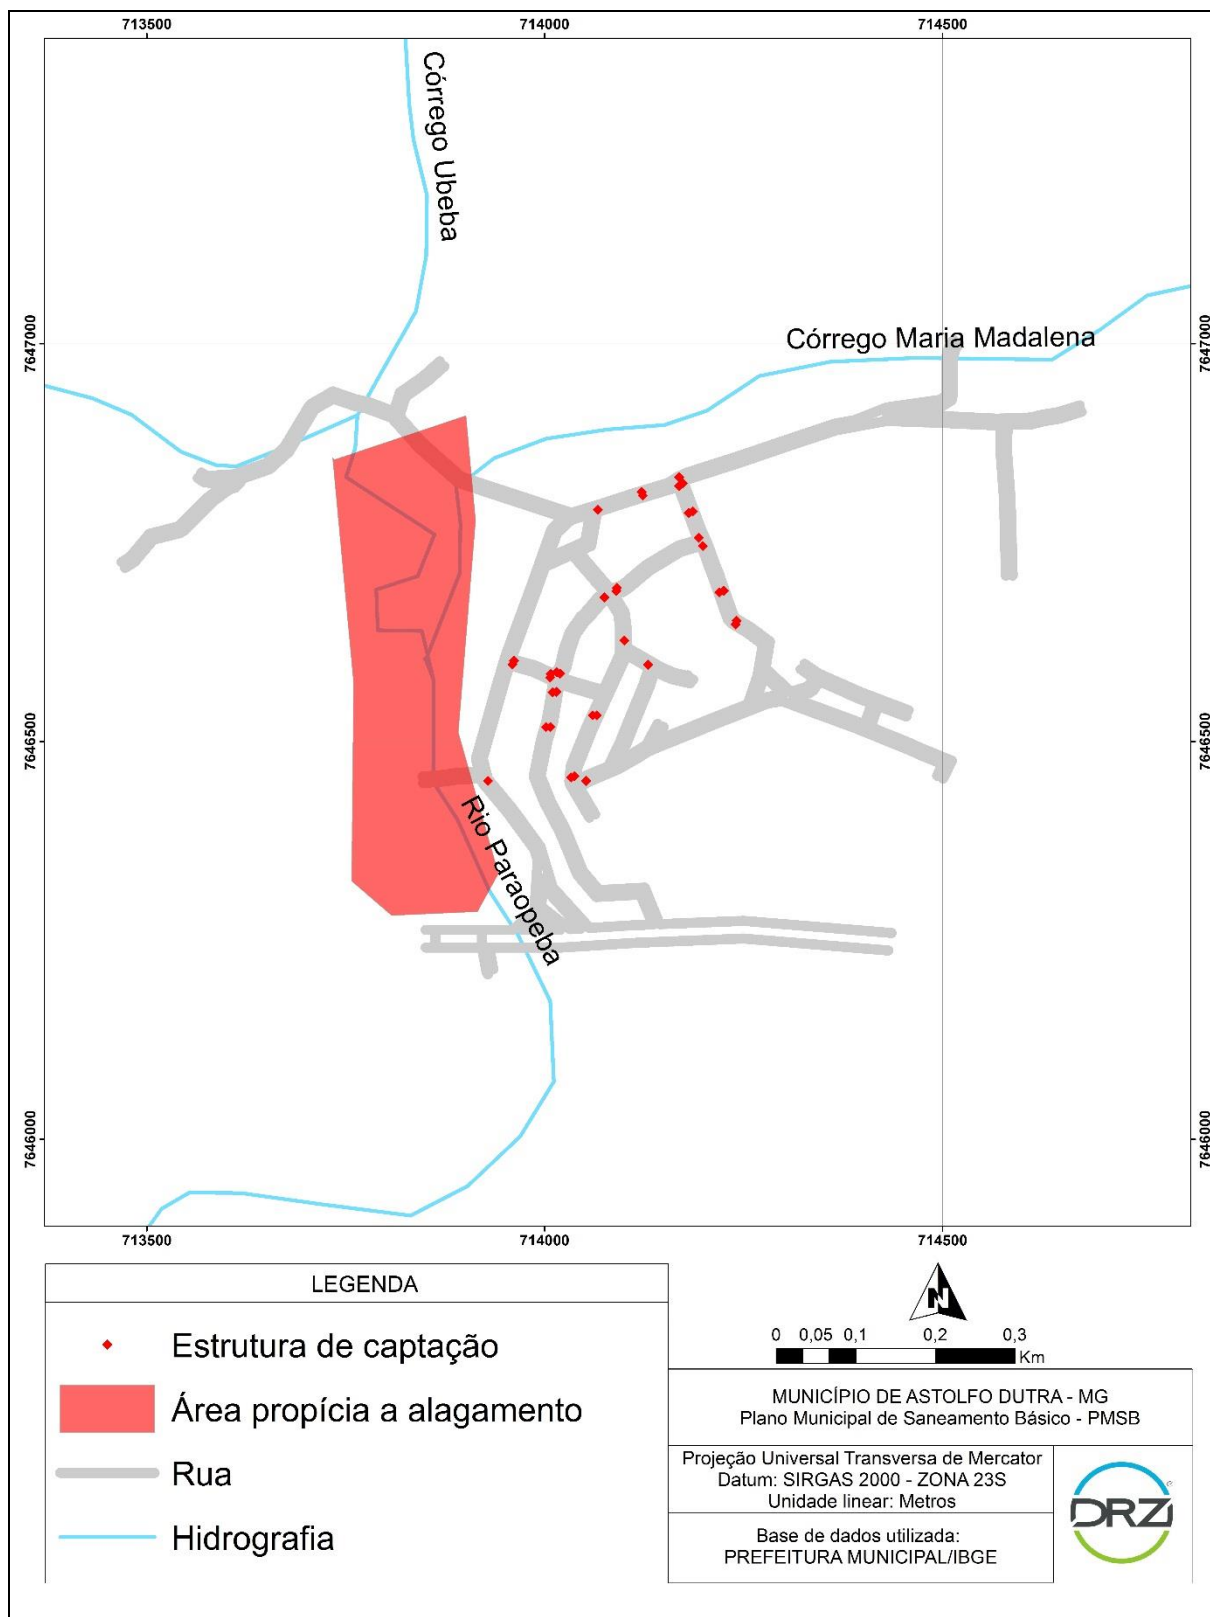 713500
714000
714500
Córrego Ubeba
7647000
7647000
Córrego Maria Madalena
7646500
7646500
Rio Paraopeba
7646000
7646000
713500
714000
714500
LEGENDA
Estrutura de captação
Área propícia a alagamento
Rua
Hidrografia
N
0 0,05 0,1 0,2 0,3
Km
MUNICÍPIO DE ASTOLFO DUTRA - MG
Plano Municipal de Saneamento Básico - PMSB
Projeção Universal Transversa de Mercator
Datum: SIRGAS 2000 - ZONA 23S
Unidade linear: Metros
Base de dados utilizada:
PREFEITURA MUNICIPAL/IBGE
DRZ